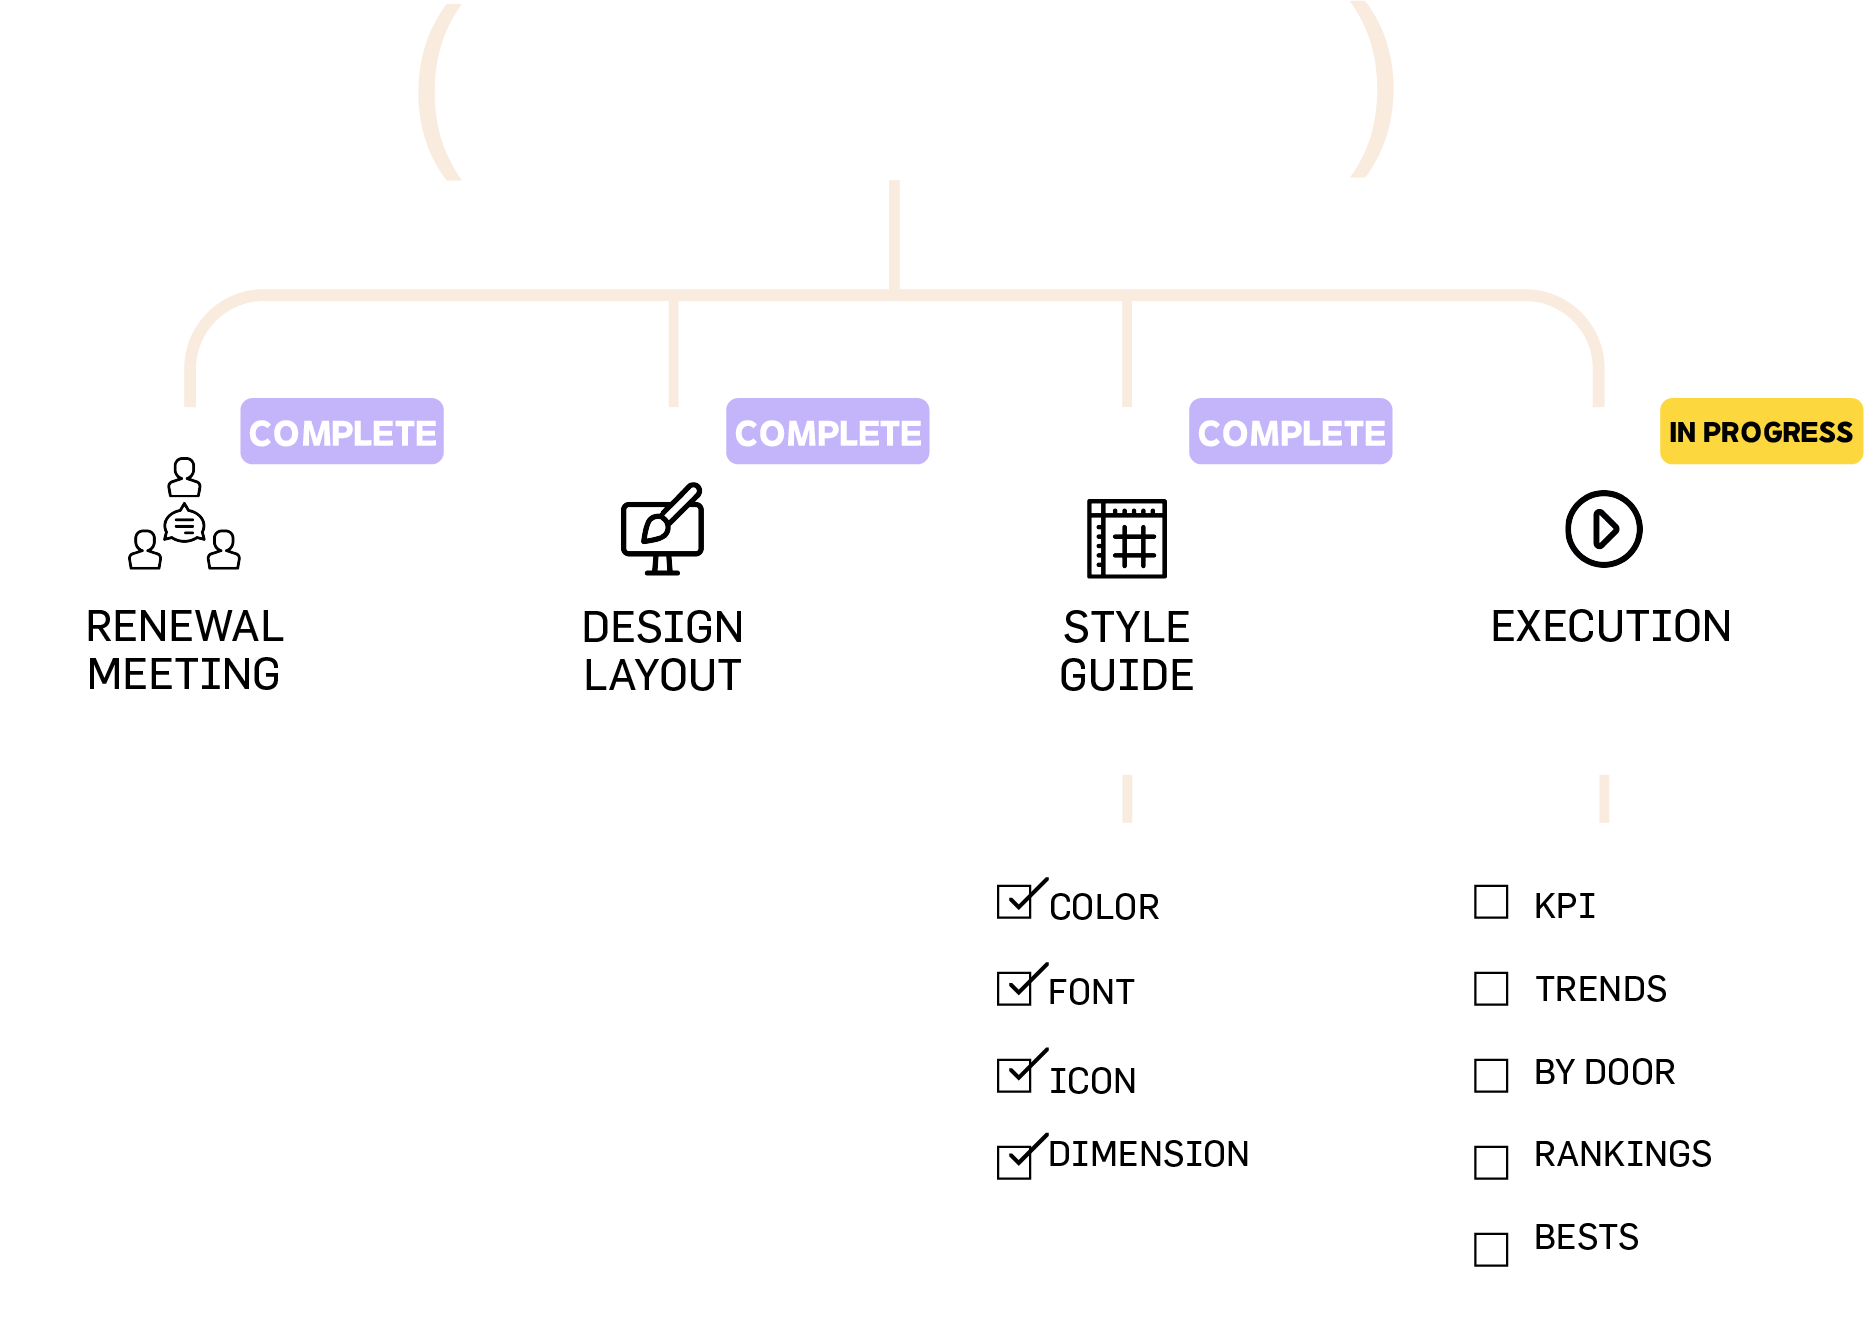 COMPLETE
COMPLETE
COMPLETE
IN PROGRESS
RENEWAL
MEETING
DESIGN
LAYOUT
STYLE
GUIDE
EXECUTION
COLOR
FONT
ICON
DIMENSION
KPI
TRENDS
BY DOOR
RANKINGS
BESTS